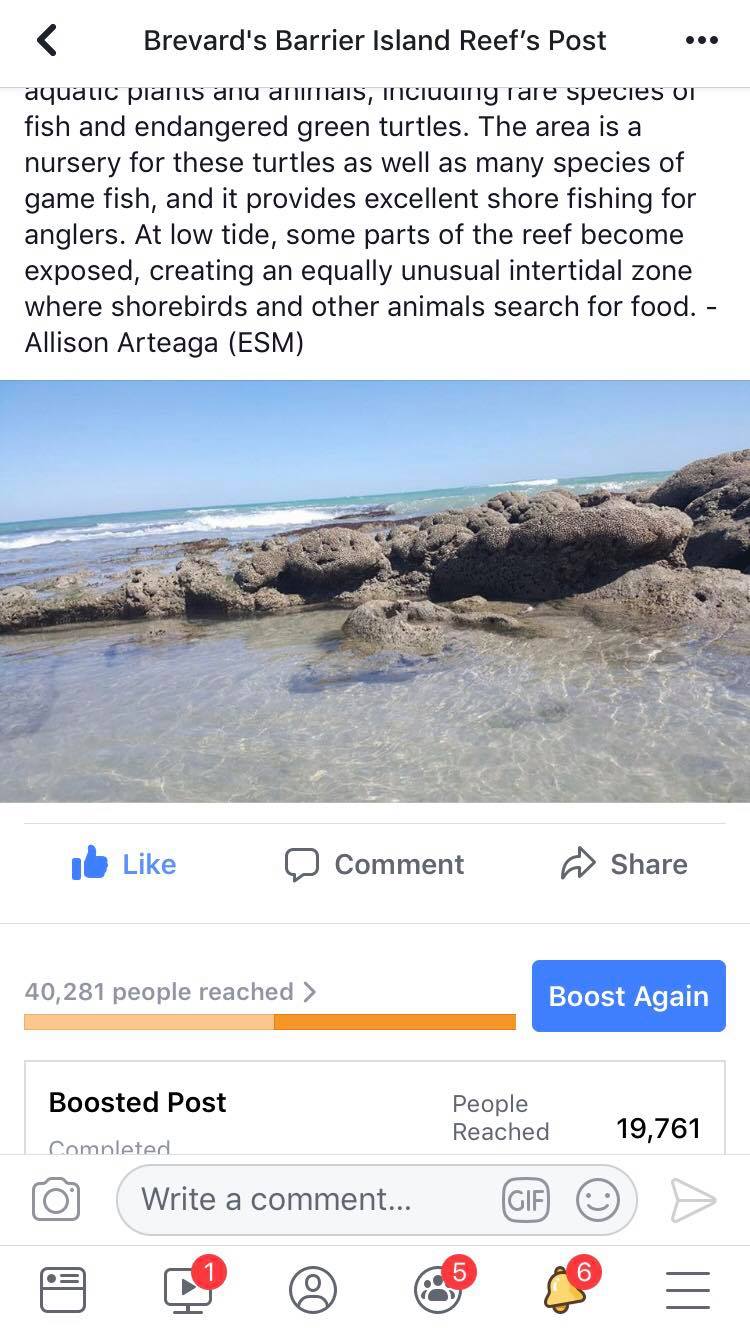 Brevard's Barrier Island Reef’s Post
aquatic plants and animals, including rare species of
fish and endangered green turtles. The area is a
nursery for these turtles as well as many species of
game fish, and it provides excellent shore fishing for
anglers. At low tide, some parts of the reef become
exposed, creating an equally unusual intertidal zone
where shorebirds and other animals search for food. -
Allison Arteaga (ESM)
Like
Comment
Share
40,281 people reached
Boost Again
Boosted Post
People
Reached
19,761
Completed
Write a comment...
GIF
1
5
6